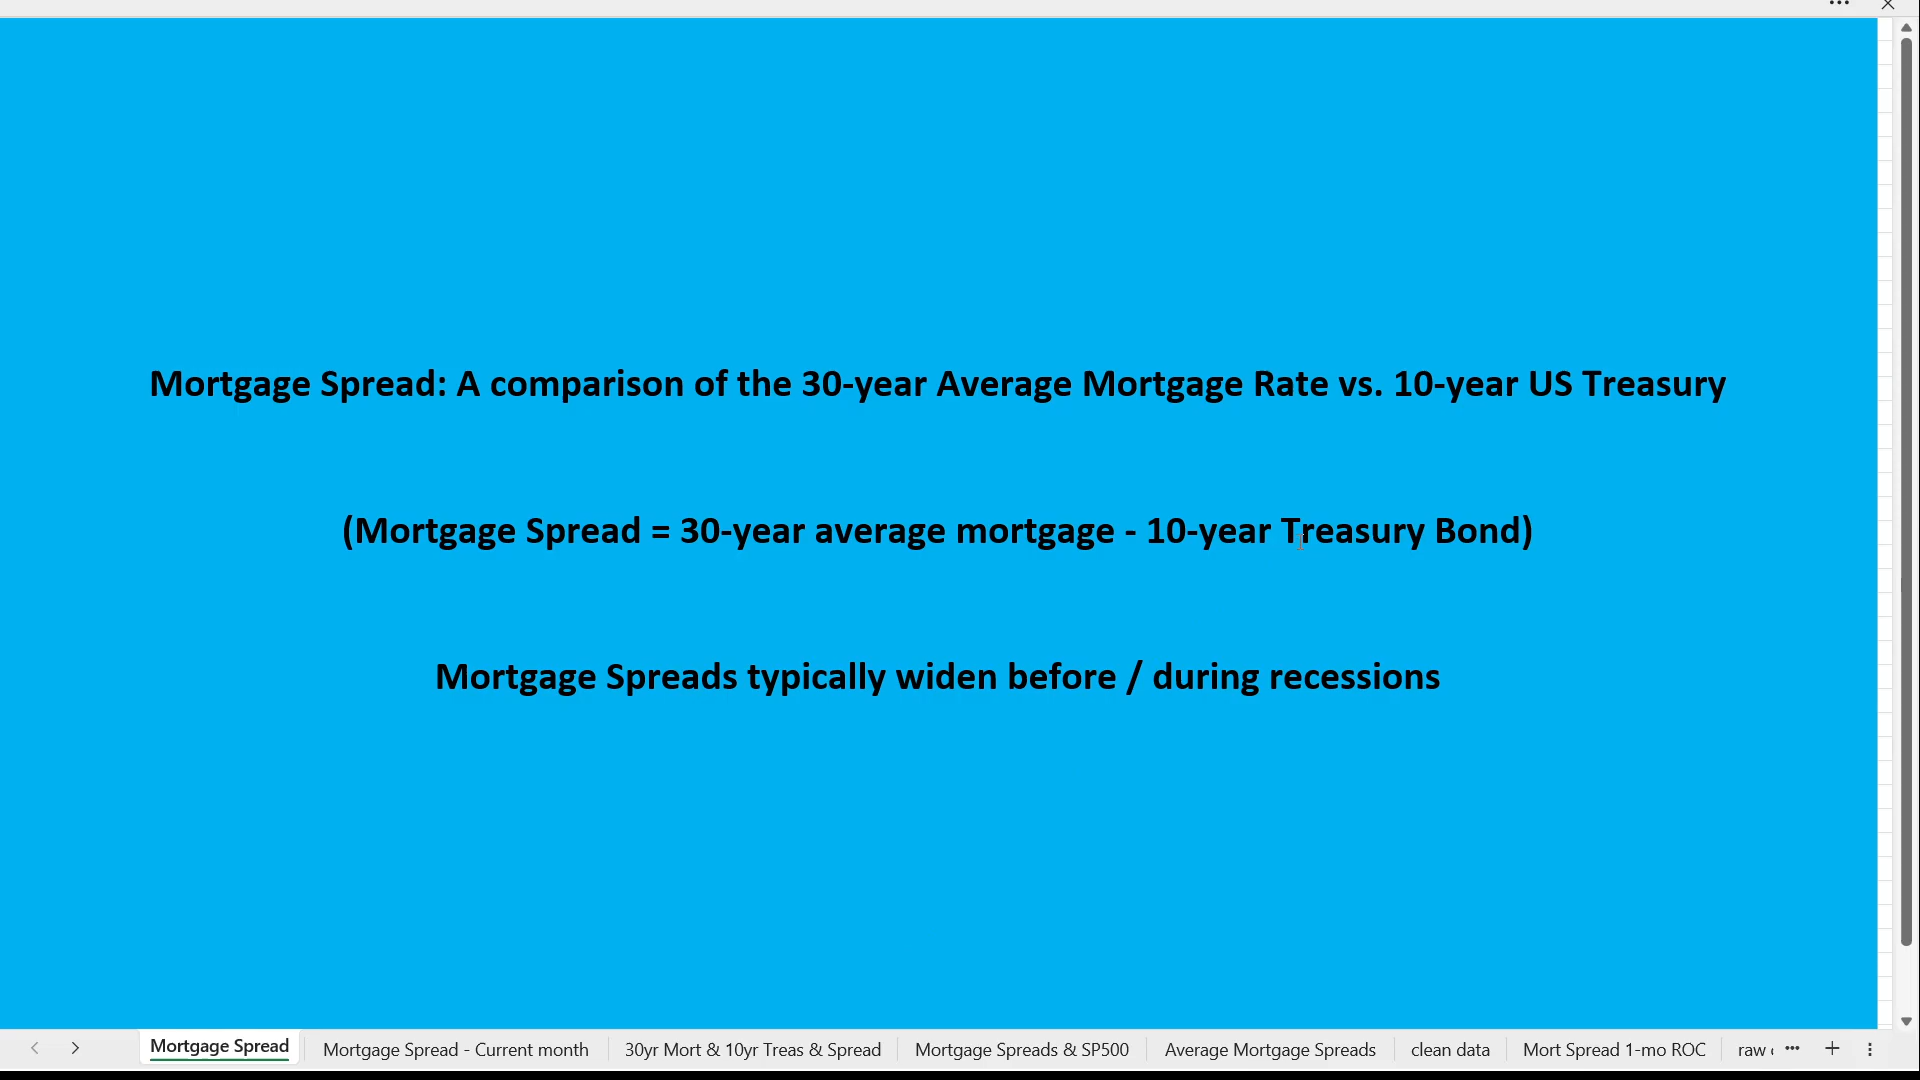 Mortgage Spread: A comparison of the 30-year Average Mortgage Rate vs. 10-year US Treasury
(Mortgage Spread = 30-year average mortgage - 10-year Treasury Bond)
Mortgage Spreads typically widen before / during recessions
Mortgage Spread
Mortgage Spread - Current month
30yr Mort & 10yr Treas & Spread
Mortgage Spreads & SP500
Average Mortgage Spreads
clean data
Mort Spread 1-mo ROC
raw